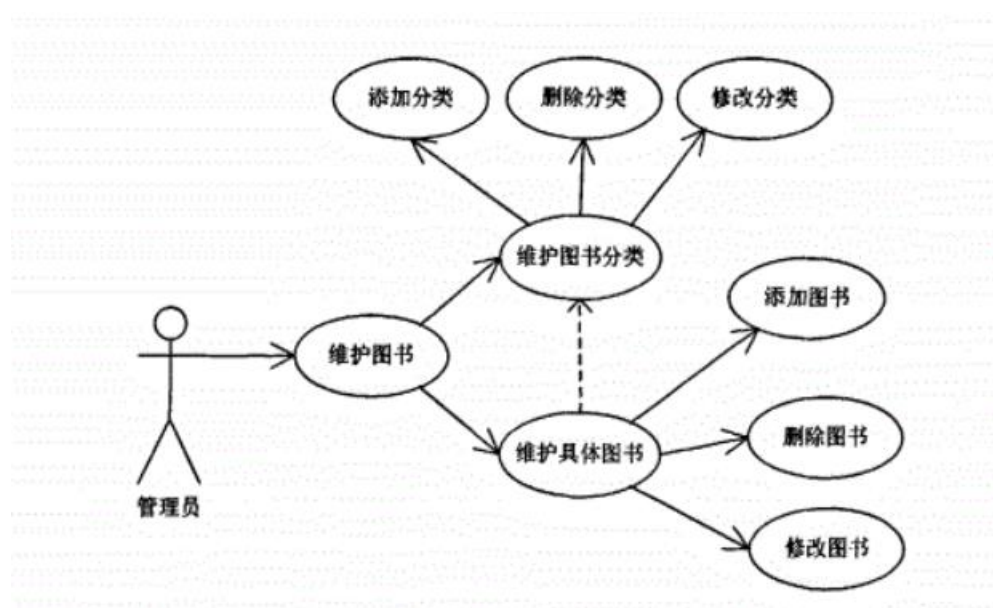 添加分类
删除分类
修改分类
维护图书分类
添加图书
维护图书
删除图书
维护具体图书
管理员
修改图书